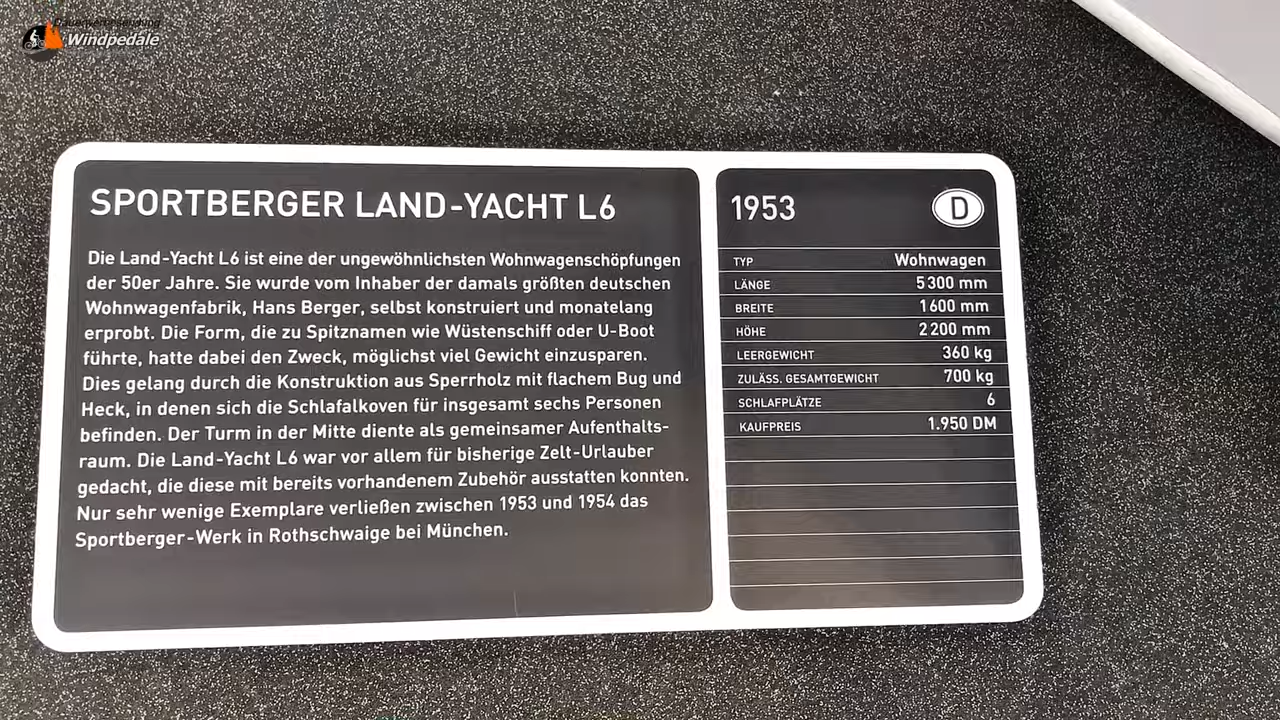 Dauerwerbesendung
Windpedale
SPORTBERGER LAND-YACHT L6
Die Land-Yacht L6 ist eine der ungewöhnlichsten Wohnwagenschöpfungen
der 50er Jahre. Sie wurde vom Inhaber der damals größten deutschen
Wohnwagenfabrik, Hans Berger, selbst konstruiert und monatelang
erprobt. Die Form, die zu Spitznamen wie Wüstenschiff oder U-Boot
führte, hatte dabei den Zweck, möglichst viel Gewicht einzusparen.
Dies gelang durch die Konstruktion aus Sperrholz mit flachem Bug und
Heck, in denen sich die Schlafalkoven für insgesamt sechs Personen
befinden. Der Turm in der Mitte diente als gemeinsamer Aufenthalts-
raum. Die Land-Yacht L6 war vor allem für bisherige Zelt-Urlauber
gedacht, die diese mit bereits vorhandenem Zubehör ausstatten konnten.
Nur sehr wenige Exemplare verließen zwischen 1953 und 1954 das
Sportberger-Werk in Rothschwaige bei München.
1953 D
TYP Wohnwagen
LÄNGE 5300 mm
BREITE 1600 mm
HÖHE 2200 mm
LEERGEWICHT 360 kg
ZULÄSS. GESAMTGEWICHT 700 kg
SCHLAFPLÄTZE 6
KAUFPREIS 1.950 DM